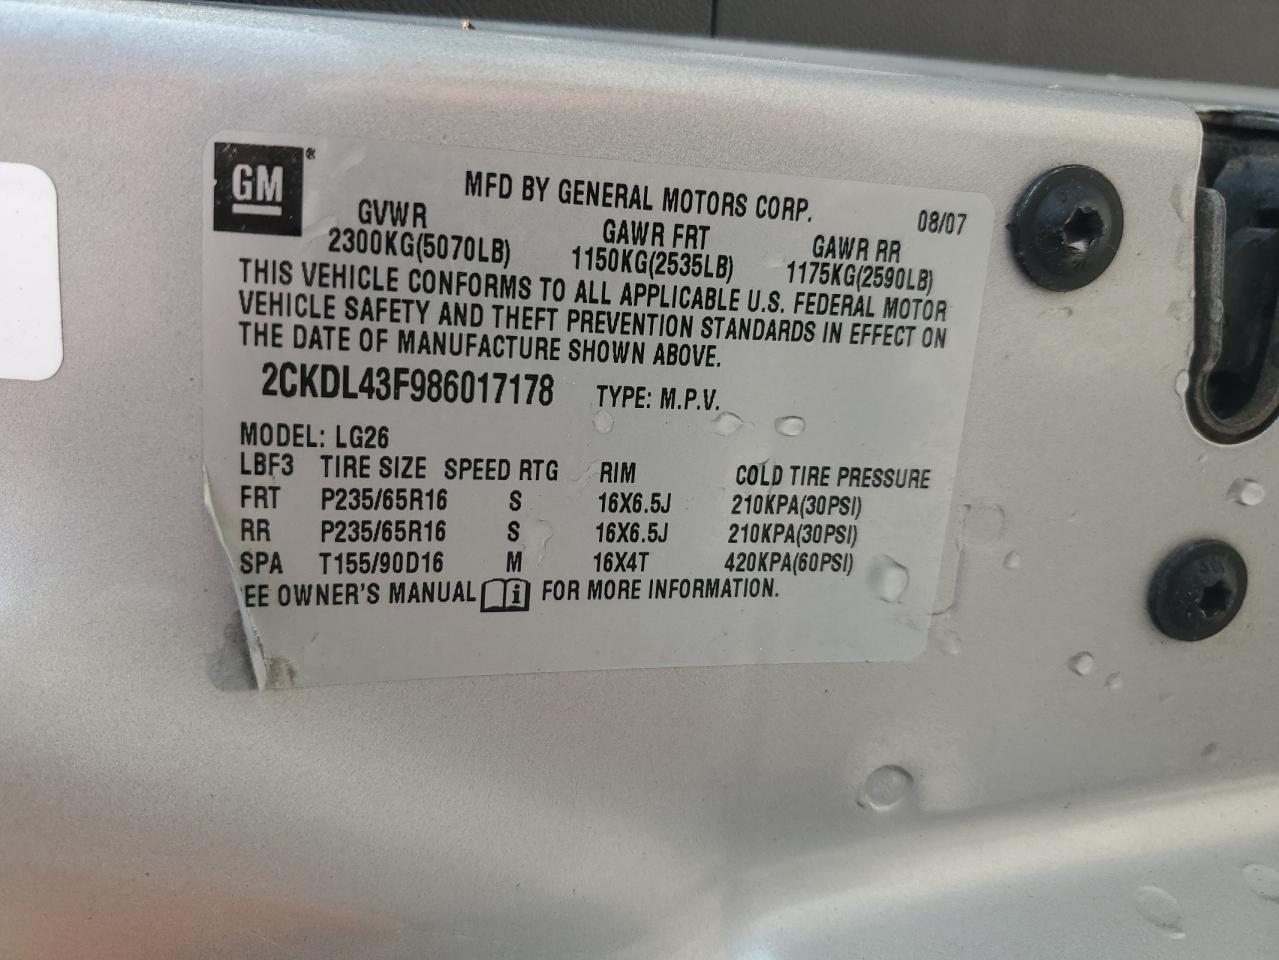 GM®
MFD BY GENERAL MOTORS CORP. 08/07
GVWR GAWR FRT GAWR RR
2300KG(5070LB) 1150KG(2535LB) 1175KG(2590LB)
THIS VEHICLE CONFORMS TO ALL APPLICABLE U.S. FEDERAL MOTOR
VEHICLE SAFETY AND THEFT PREVENTION STANDARDS IN EFFECT ON
THE DATE OF MANUFACTURE SHOWN ABOVE.
2CKDL43F986017178 TYPE: M.P.V.
MODEL: LG26
LBF3 TIRE SIZE SPEED RTG RIM COLD TIRE PRESSURE
FRT P235/65R16 S 16X6.5J 210KPA(30PSI)
RR P235/65R16 S 16X6.5J 210KPA(30PSI)
SPA T155/90D16 M 16X4T 420KPA(60PSI)
EE OWNER'S MANUAL i FOR MORE INFORMATION.